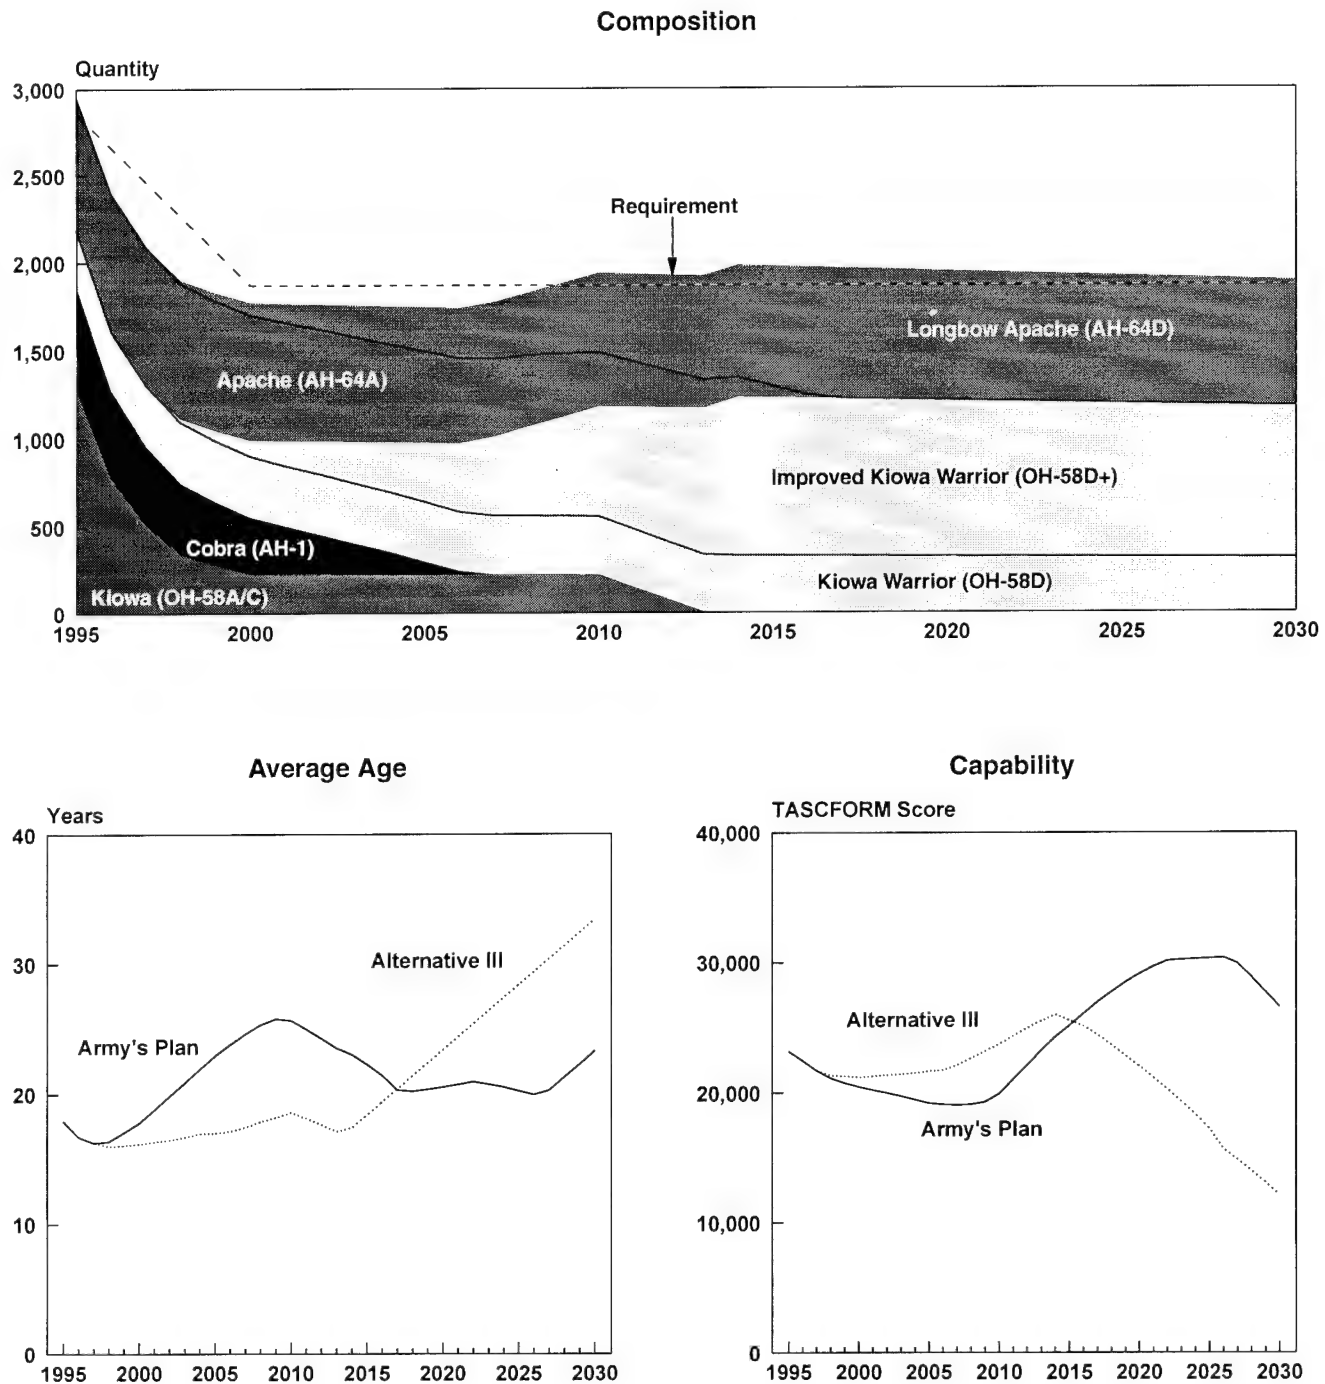 Composition
Quantity
3,000
2,500
2,000
1,500
1,000
500
0
Requirement
Longbow Apache (AH-64D)
Apache (AH-64A)
Improved Kiowa Warrior (OH-58D+)
Cobra (AH-1)
Kiowa Warrior (OH-58D)
Kiowa (OH-58A/C)
1995 2000 2005 2010 2015 2020 2025 2030
Average Age
Years
40
30
20
10
0
Alternative III
Army's Plan
1995 2000 2005 2010 2015 2020 2025 2030
Capability
TASCFORM Score
40,000
30,000
20,000
10,000
0
Alternative III
Army's Plan
1995 2000 2005 2010 2015 2020 2025 2030